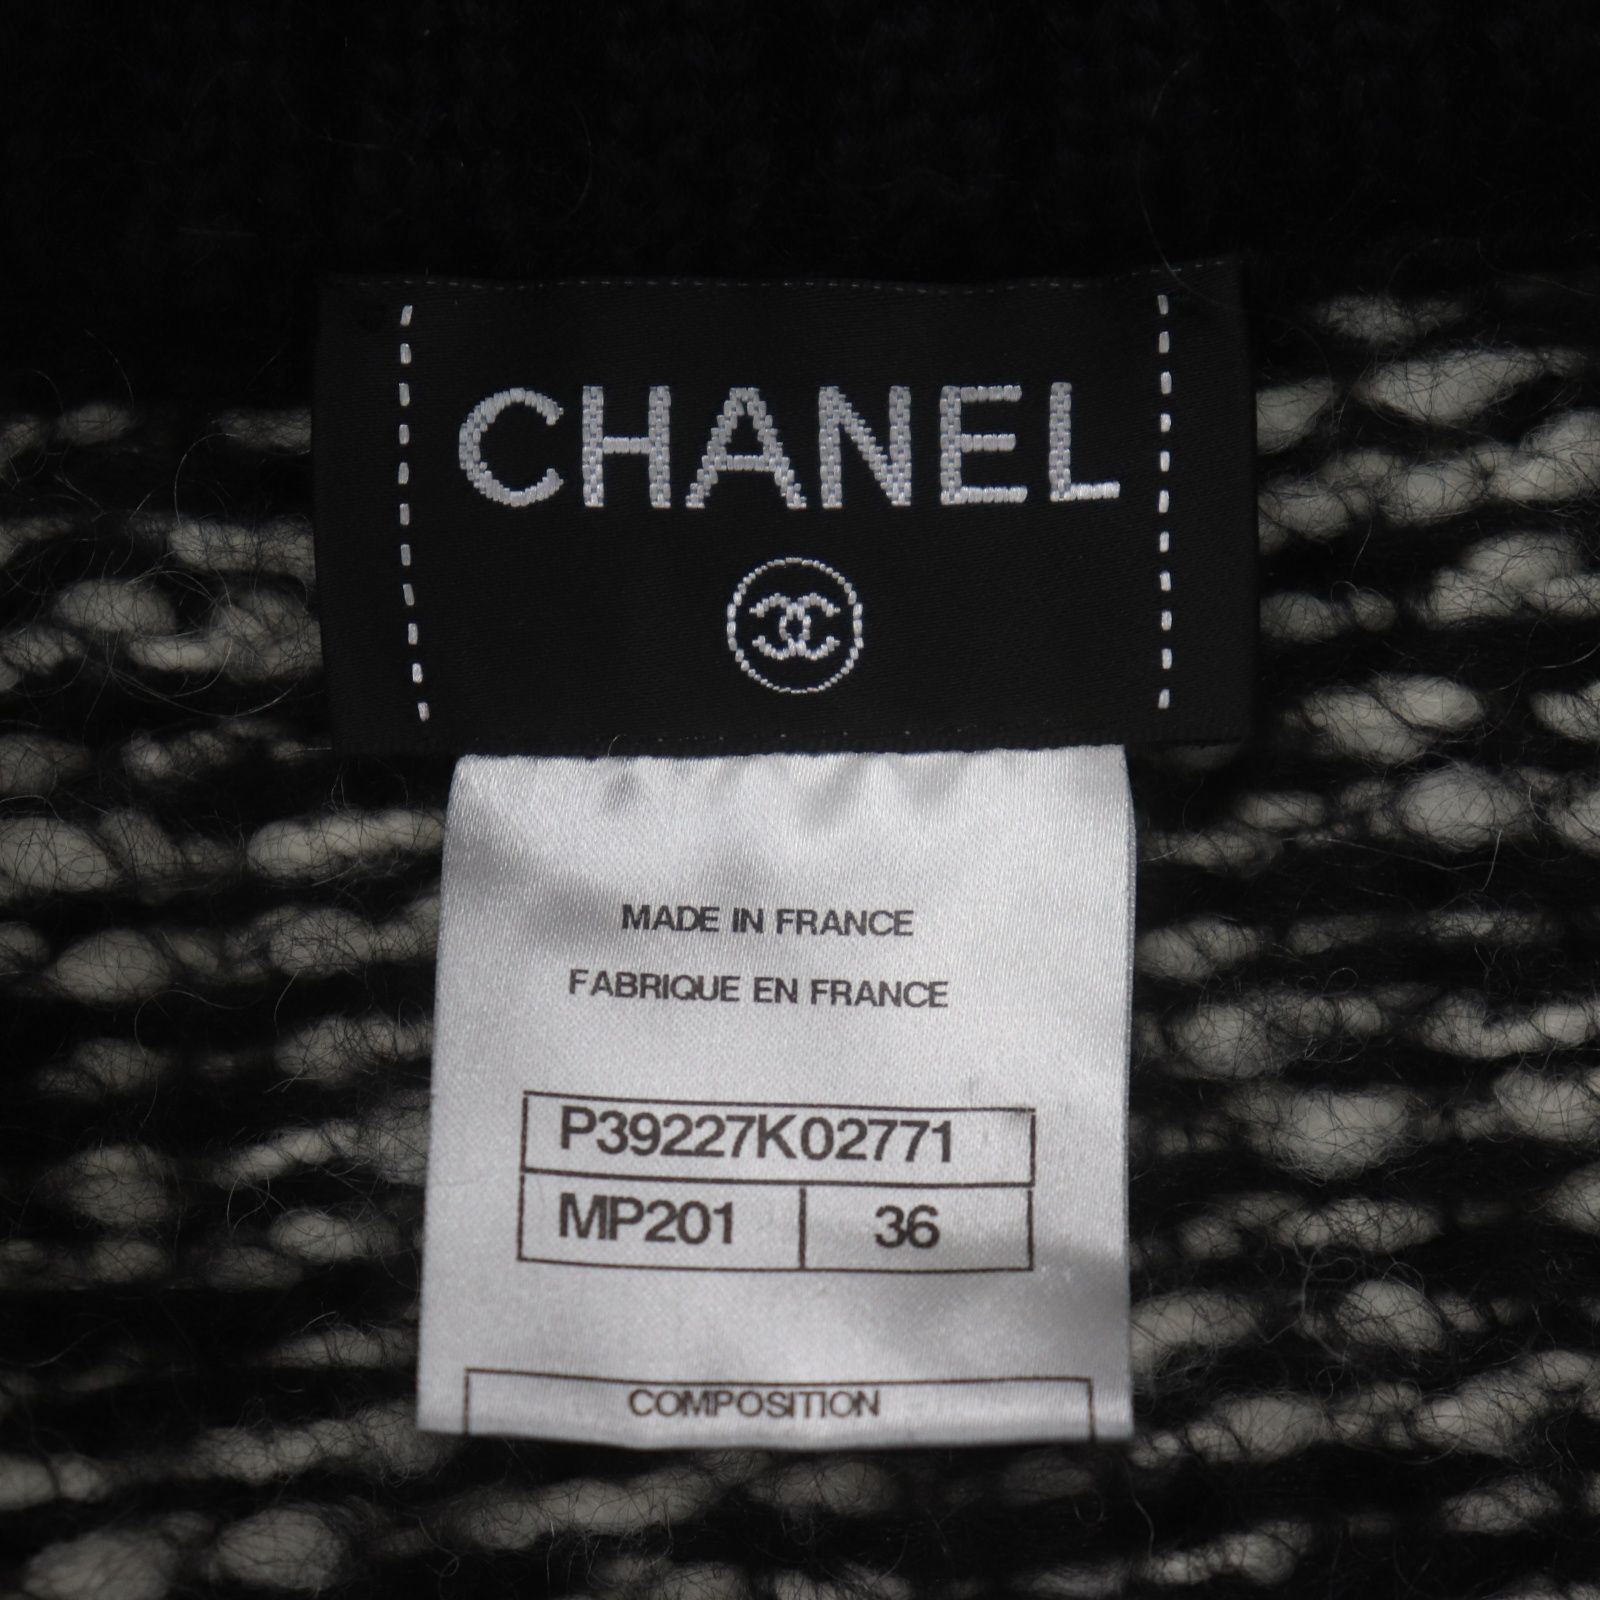 CHANEL
MADE IN FRANCE
FABRIQUE EN FRANCE
P39227K02771
MP201 36
COMPOSITION